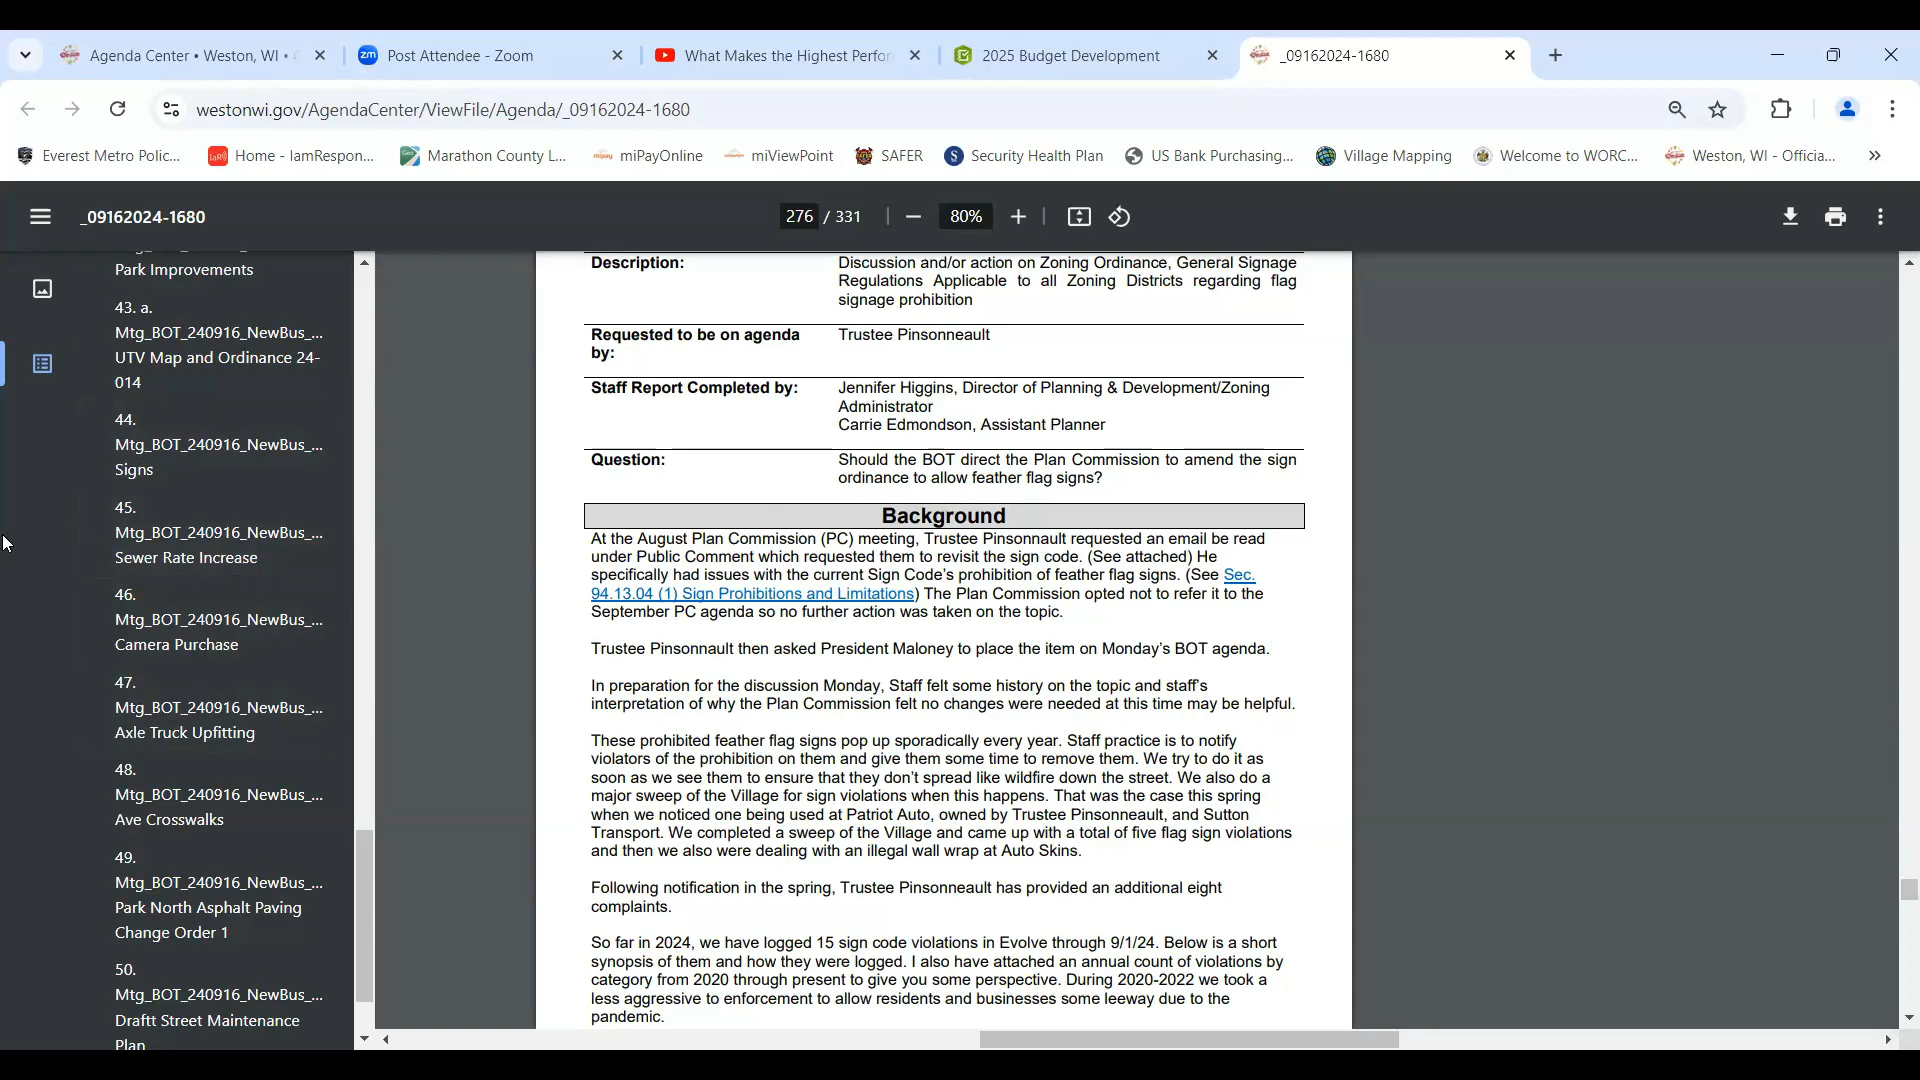 Agenda Center • Weston, WI •
Post Attendee - Zoom
What Makes the Highest Perfor
2025 Budget Development
_09162024-1680
westonwi.gov/AgendaCenter/ViewFile/Agenda/_09162024-1680
Everest Metro Polic...
Home - IamRespon...
Marathon County L...
miPayOnline
miViewPoint
SAFER
Security Health Plan
US Bank Purchasing...
Village Mapping
Welcome to WORC...
Weston, WI - Officia...
_09162024-1680
276 / 331
80%
Park Improvements
43. a.
Mtg_BOT_240916_NewBus_...
UTV Map and Ordinance 24-
014
44.
Mtg_BOT_240916_NewBus_...
Signs
45.
Mtg_BOT_240916_NewBus_...
Sewer Rate Increase
46.
Mtg_BOT_240916_NewBus_...
Camera Purchase
47.
Mtg_BOT_240916_NewBus_...
Axle Truck Upfitting
48.
Mtg_BOT_240916_NewBus_...
Ave Crosswalks
49.
Mtg_BOT_240916_NewBus_...
Park North Asphalt Paving
Change Order 1
50.
Mtg_BOT_240916_NewBus_...
Draftt Street Maintenance
Plan
Description: Discussion and/or action on Zoning Ordinance, General Signage
Regulations Applicable to all Zoning Districts regarding flag
signage prohibition
Requested to be on agenda Trustee Pinsonneault
by:
Staff Report Completed by: Jennifer Higgins, Director of Planning & Development/Zoning
Administrator
Carrie Edmondson, Assistant Planner
Question: Should the BOT direct the Plan Commission to amend the sign
ordinance to allow feather flag signs?
Background
At the August Plan Commission (PC) meeting, Trustee Pinsonnault requested an email be read
under Public Comment which requested them to revisit the sign code. (See attached) He
specifically had issues with the current Sign Code's prohibition of feather flag signs. (See Sec.
94.13.04 (1) Sign Prohibitions and Limitations) The Plan Commission opted not to refer it to the
September PC agenda so no further action was taken on the topic.
Trustee Pinsonnault then asked President Maloney to place the item on Monday's BOT agenda.
In preparation for the discussion Monday, Staff felt some history on the topic and staff's
interpretation of why the Plan Commission felt no changes were needed at this time may be helpful.
These prohibited feather flag signs pop up sporadically every year. Staff practice is to notify
violators of the prohibition on them and give them some time to remove them. We try to do it as
soon as we see them to ensure that they don't spread like wildfire down the street. We also do a
major sweep of the Village for sign violations when this happens. That was the case this spring
when we noticed one being used at Patriot Auto, owned by Trustee Pinsonneault, and Sutton
Transport. We completed a sweep of the Village and came up with a total of five flag sign violations
and then we also were dealing with an illegal wall wrap at Auto Skins.
Following notification in the spring, Trustee Pinsonneault has provided an additional eight
complaints.
So far in 2024, we have logged 15 sign code violations in Evolve through 9/1/24. Below is a short
synopsis of them and how they were logged. I also have attached an annual count of violations by
category from 2020 through present to give you some perspective. During 2020-2022 we took a
less aggressive to enforcement to allow residents and businesses some leeway due to the
pandemic.